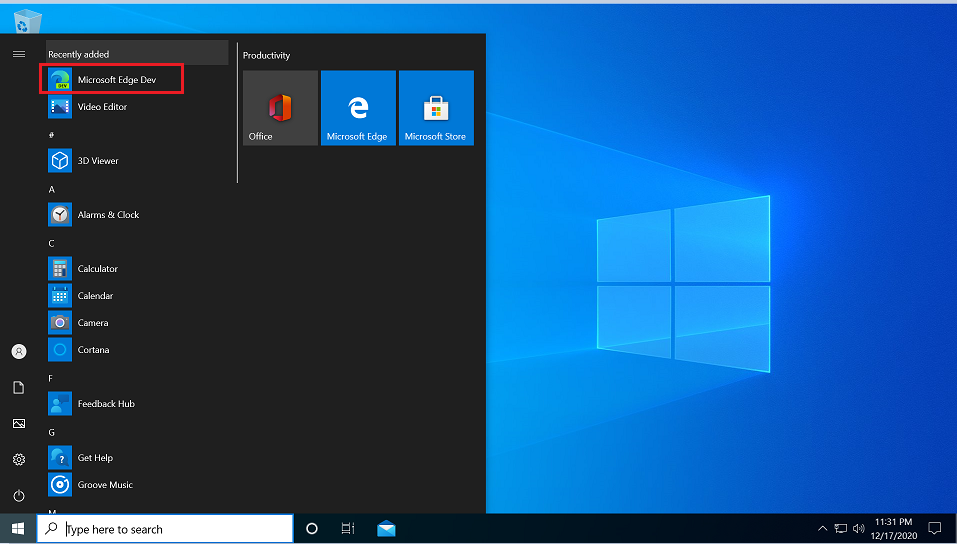 Recently added
Microsoft Edge Dev
DEV
Video Editor
#
3D Viewer
A
Alarms & Clock
C
Calculator
Calendar
Camera
Cortana
F
Feedback Hub
G
Get Help
Groove Music
M
Productivity
Office
Microsoft Edge
Microsoft Store
Type here to search
11:31 PM
12/17/2020